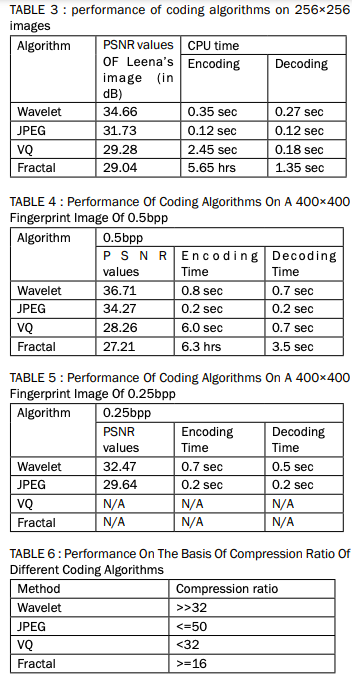 TABLE 3 : performance of coding algorithms on 256×256
images
Algorithm PSNR values CPU time
OF Leena's Encoding Decoding
image (in
dB)
Wavelet 34.66 0.35 sec 0.27 sec
JPEG 31.73 0.12 sec 0.12 sec
VQ 29.28 2.45 sec 0.18 sec
Fractal 29.04 5.65 hrs 1.35 sec
TABLE 4 : Performance Of Coding Algorithms On A 400×400
Fingerprint Image Of 0.5bpp
Algorithm 0.5bpp
P S N R Encoding Decoding
values Time Time
Wavelet 36.71 0.8 sec 0.7 sec
JPEG 34.27 0.2 sec 0.2 sec
VQ 28.26 6.0 sec 0.7 sec
Fractal 27.21 6.3 hrs 3.5 sec
TABLE 5 : Performance Of Coding Algorithms On A 400×400
Fingerprint Image Of 0.25bpp
Algorithm 0.25bpp
PSNR Encoding Decoding
values Time Time
Wavelet 32.47 0.7 sec 0.5 sec
JPEG 29.64 0.2 sec 0.2 sec
VQ N/A N/A N/A
Fractal N/A N/A N/A
TABLE 6 : Performance On The Basis Of Compression Ratio Of
Different Coding Algorithms
Method Compression ratio
Wavelet >>32
JPEG <=50
VQ <32
Fractal >=16